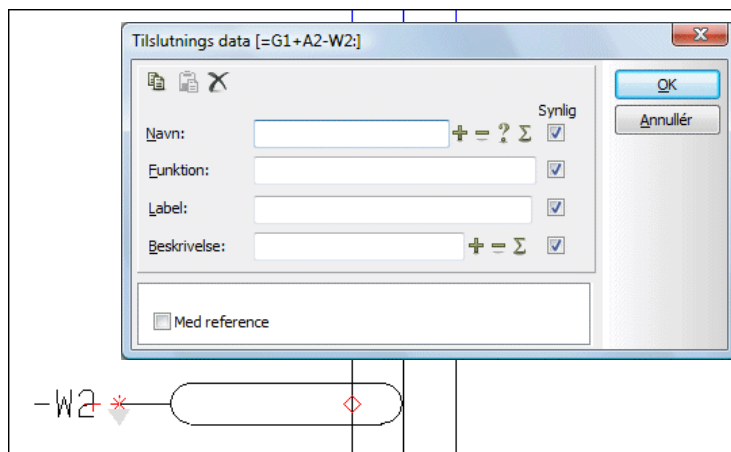 Tilslutnings data [=G1+A2-W2:]
OK
Annullér
Synlig
Navn:
Funktion:
Label:
Beskrivelse:
Med reference
-W2